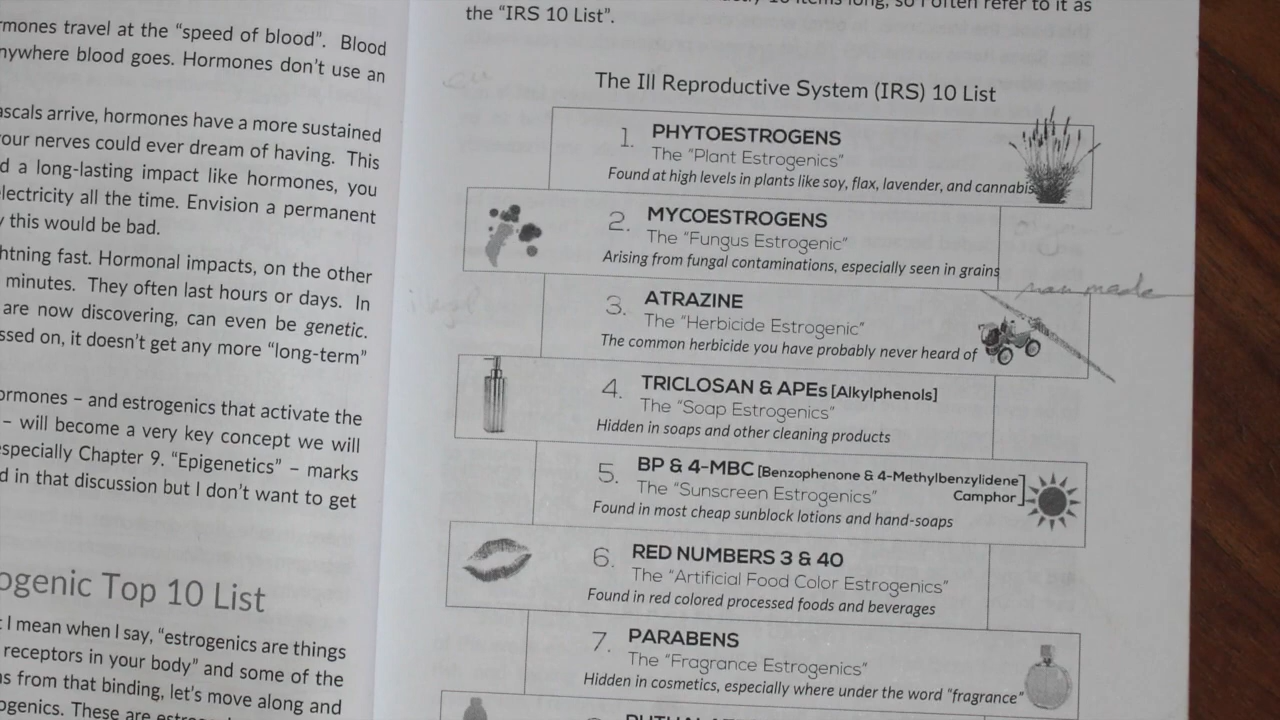 rmones travel at the “speed of blood”. Blood
nywhere blood goes. Hormones don’t use an
ascals arrive, hormones have a more sustained
our nerves could ever dream of having. This
d a long-lasting impact like hormones, you
lectricity all the time. Envision a permanent
y this would be bad.
htning fast. Hormonal impacts, on the other
minutes. They often last hours or days. In
are now discovering, can even be genetic.
ssed on, it doesn’t get any more “long-term”
ormones – and estrogenics that activate the
– will become a very key concept we will
specially Chapter 9. “Epigenetics” – marks
d in that discussion but I don’t want to get
ogenic Top 10 List
t I mean when I say, “estrogenics are things
receptors in your body” and some of the
ns from that binding, let’s move along and
ogenics. These are
10 items long, so I often refer to it as
the “IRS 10 List”.
The Ill Reproductive System (IRS) 10 List
1. PHYTOESTROGENS
The “Plant Estrogenics”
Found at high levels in plants like soy, flax, lavender, and cannabis
2. MYCOESTROGENS
The “Fungus Estrogenic”
Arising from fungal contaminations, especially seen in grains
man made
3. ATRAZINE
The “Herbicide Estrogenic”
The common herbicide you have probably never heard of
4. TRICLOSAN & APEs [Alkylphenols]
The “Soap Estrogenics”
Hidden in soaps and other cleaning products
5. BP & 4-MBC [Benzophenone & 4-Methylbenzylidene
Camphor]
The “Sunscreen Estrogenics”
Found in most cheap sunblock lotions and hand-soaps
6. RED NUMBERS 3 & 40
The “Artificial Food Color Estrogenics”
Found in red colored processed foods and beverages
7. PARABENS
The “Fragrance Estrogenics”
Hidden in cosmetics, especially where under the word “fragrance”